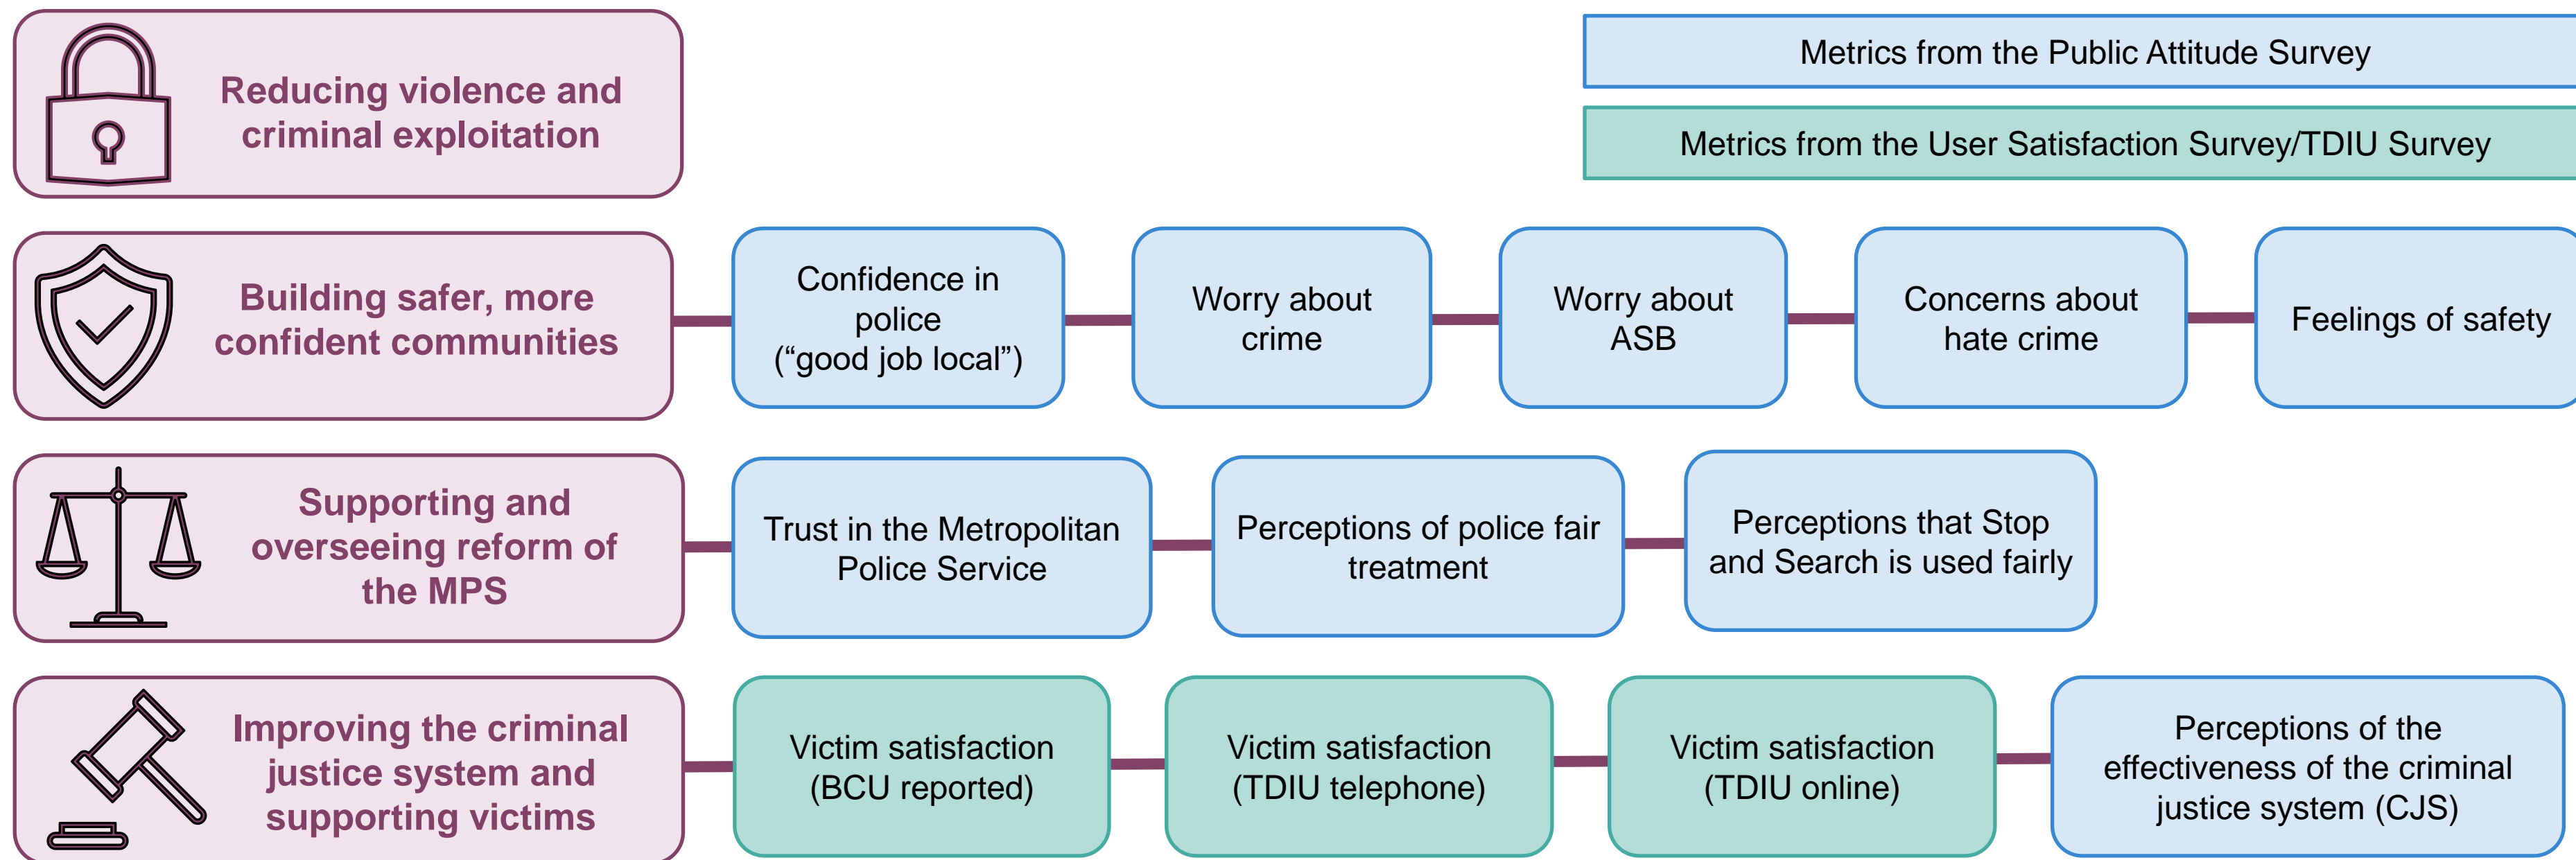 Reducing violence and
criminal exploitation
Metrics from the Public Attitude Survey
Metrics from the User Satisfaction Survey/TDIU Survey
Building safer, more
confident communities
Confidence in
police
(“good job local”)
Worry about
crime
Worry about
ASB
Concerns about
hate crime
Feelings of safety
Supporting and
overseeing reform of
the MPS
Trust in the Metropolitan
Police Service
Perceptions of police fair
treatment
Perceptions that Stop
and Search is used fairly
Improving the criminal
justice system and
supporting victims
Victim satisfaction
(BCU reported)
Victim satisfaction
(TDIU telephone)
Victim satisfaction
(TDIU online)
Perceptions of the
effectiveness of the criminal
justice system (CJS)